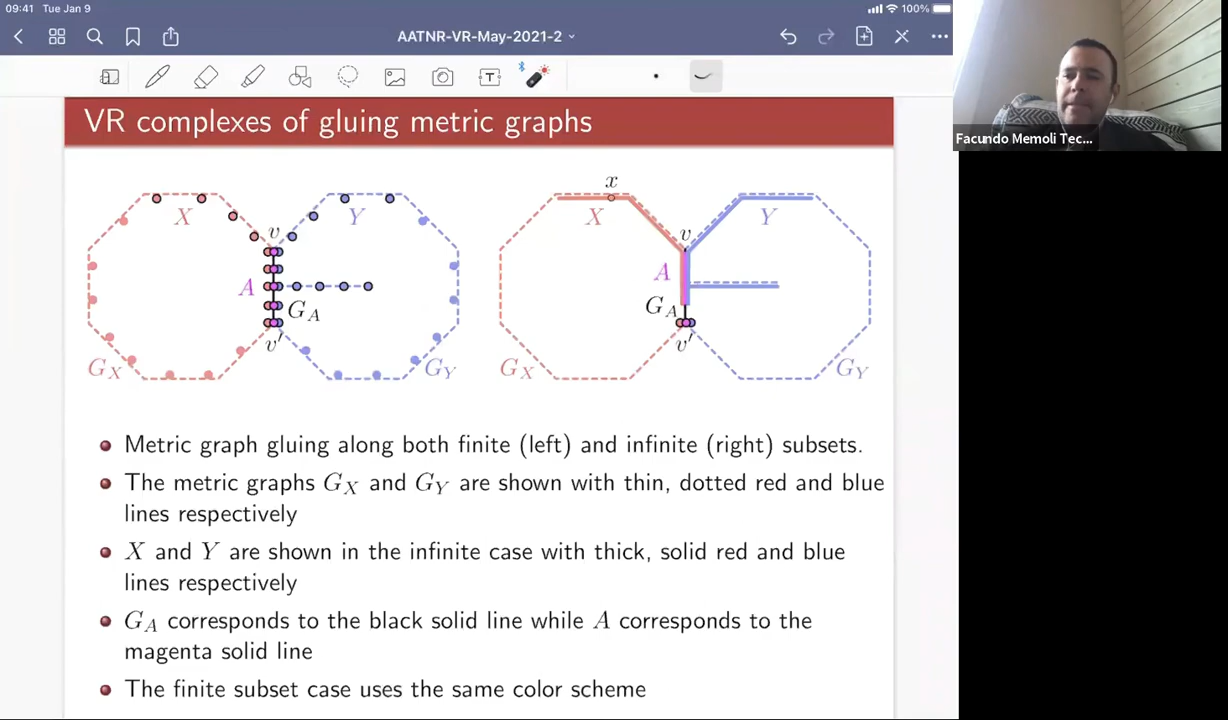 09:41 Tue Jan 9
100%
AATNR-VR-May-2021-2
T
Facundo Memoli Tec...
VR complexes of gluing metric graphs
X
Y
v
A
G_A
v'
G_X
G_Y
x
X
Y
v
A
G_A
v'
G_X
G_Y
Metric graph gluing along both finite (left) and infinite (right) subsets.
The metric graphs G_X and G_Y are shown with thin, dotted red and blue
lines respectively
X and Y are shown in the infinite case with thick, solid red and blue
lines respectively
G_A corresponds to the black solid line while A corresponds to the
magenta solid line
The finite subset case uses the same color scheme